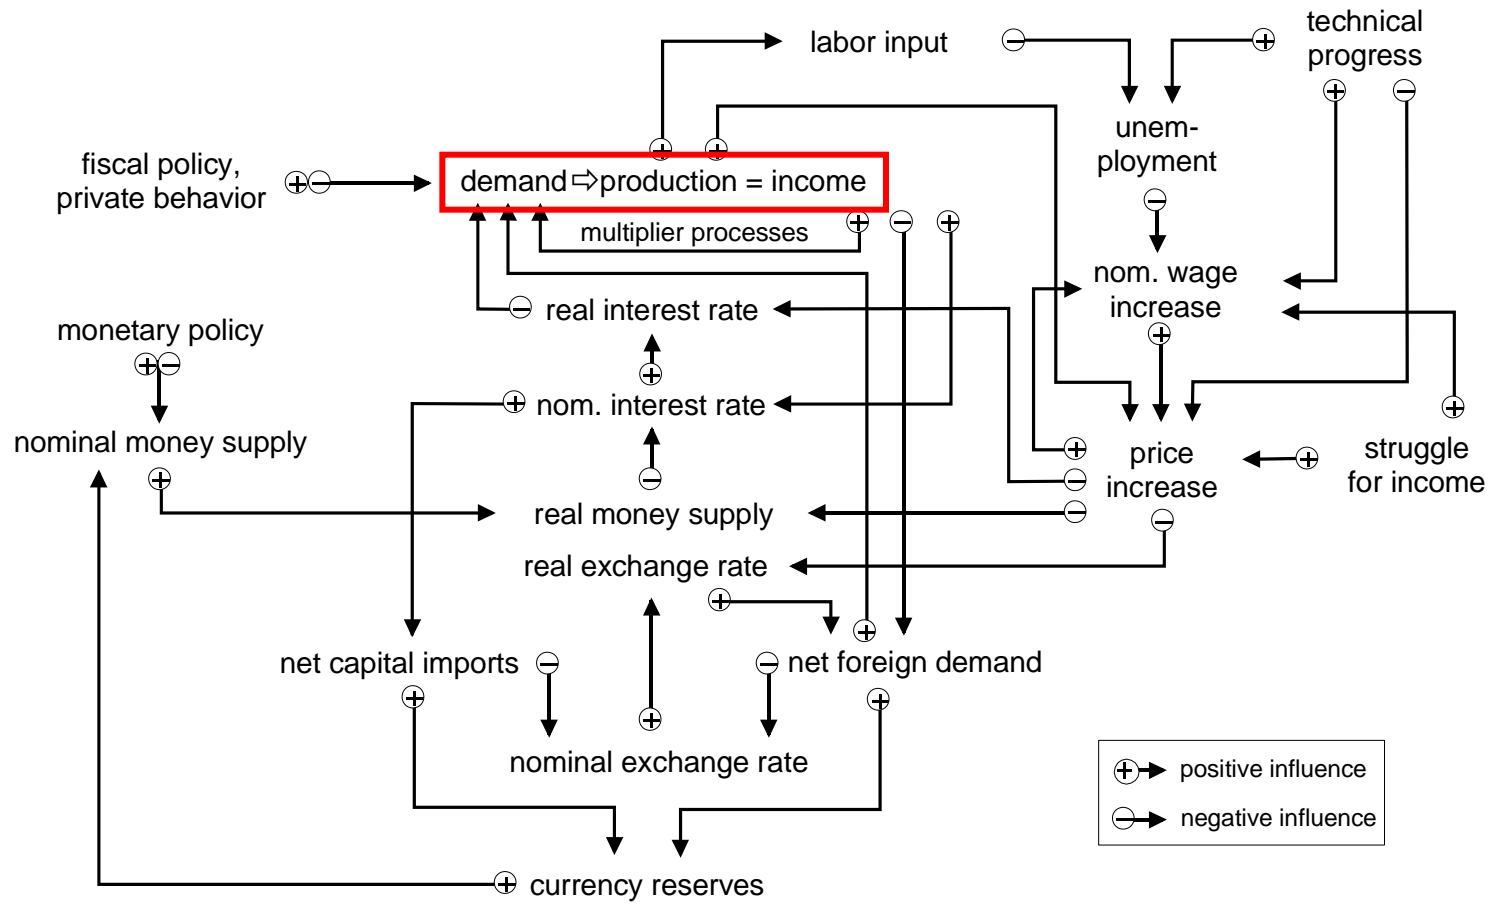 technical
progress
labor input
unem-
ployment
fiscal policy,
private behavior
demand⇨production = income
multiplier processes
nom. wage
increase
real interest rate
monetary policy
nom. interest rate
nominal money supply
price
increase
struggle
for income
real money supply
real exchange rate
net capital imports
net foreign demand
nominal exchange rate
positive influence
negative influence
currency reserves